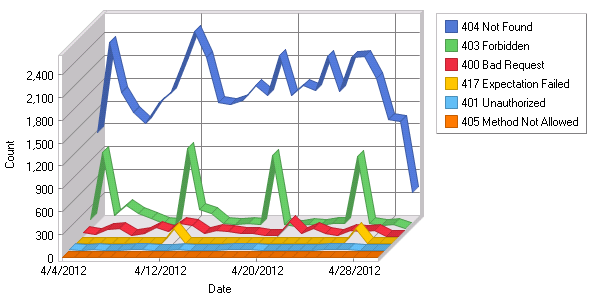 404 Not Found
403 Forbidden
400 Bad Request
417 Expectation Failed
401 Unauthorized
405 Method Not Allowed
Count
2,400
2,100
1,800
1,500
1,200
900
600
300
0
4/4/2012 4/12/2012 4/20/2012 4/28/2012
Date